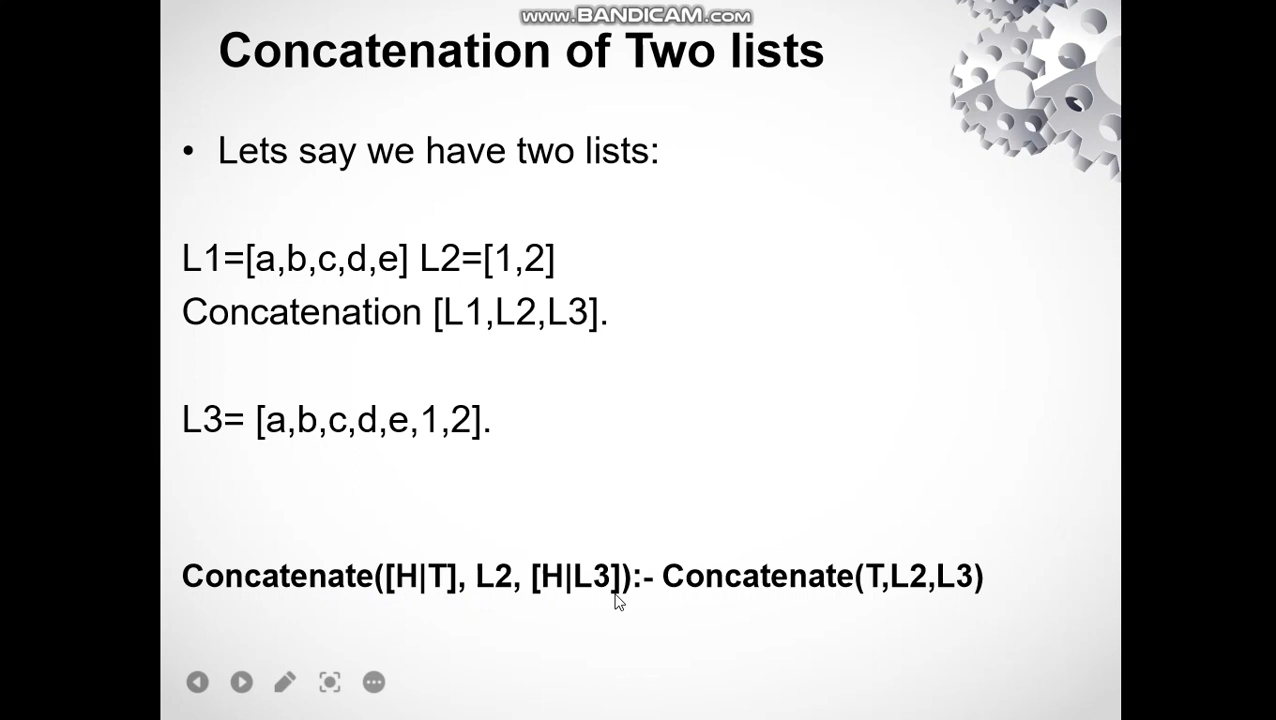 www.BANDICAM.com
Concatenation of Two lists
• Lets say we have two lists:
L1=[a,b,c,d,e] L2=[1,2]
Concatenation [L1,L2,L3].
L3= [a,b,c,d,e,1,2].
Concatenate([H|T], L2, [H|L3]):- Concatenate(T,L2,L3)